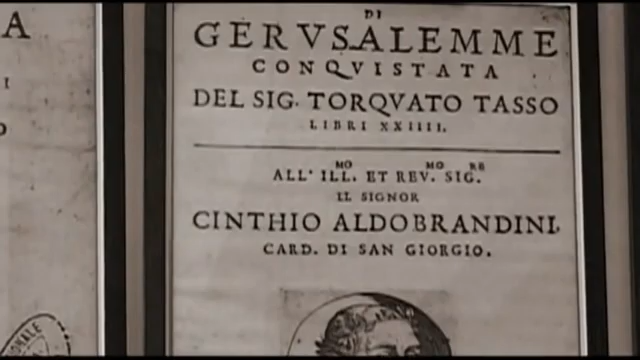 A
I
O
DI
GERVSALEMME
CONQVISTATA
DEL SIG. TORQVATO TASSO
LIBRI XXIIII.
ALL' ILL.MO ET REV.MO SIG.RE
IL SIGNOR
CINTHIO ALDOBRANDINI,
CARD. DI SAN GIORGIO.
NALE